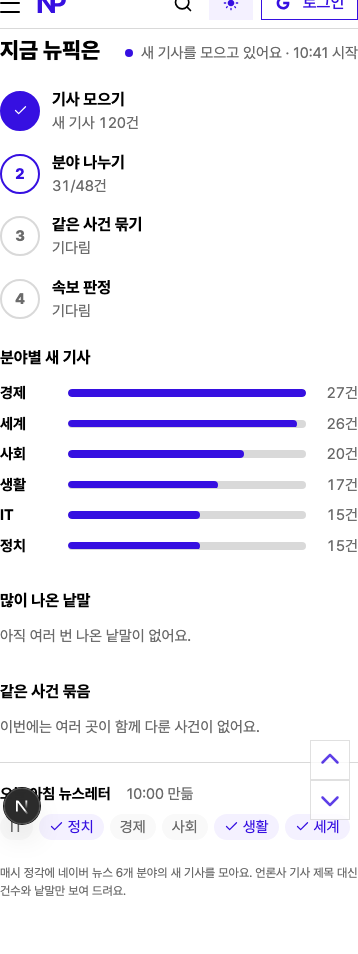 NP
G 로그인
지금 뉴픽은
새 기사를 모으고 있어요 · 10:41 시작
기사 모으기
새 기사 120건
2
분야 나누기
31/48건
3
같은 사건 묶기
기다림
4
속보 판정
기다림
분야별 새 기사
경제 27건
세계 26건
사회 20건
생활 17건
IT 15건
정치 15건
많이 나온 낱말
아직 여러 번 나온 낱말이 없어요.
같은 사건 묶음
이번에는 여러 곳이 함께 다룬 사건이 없어요.
오늘 아침 뉴스레터 10:00 만듦
N
IT 정치 경제 사회 생활 세계
매시 정각에 네이버 뉴스 6개 분야의 새 기사를 모아요. 언론사 기사 제목 대신
건수와 낱말만 보여 드려요.